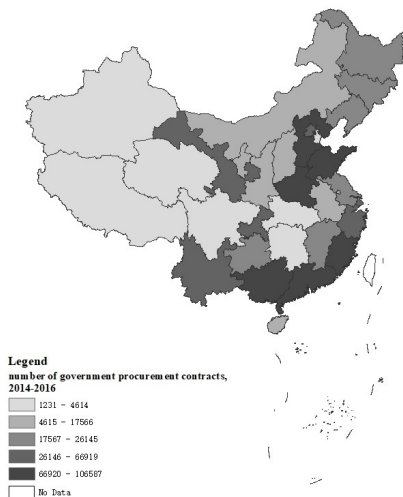 Legend
number of government procurement contracts,
2014-2016
1231 - 4614
4615 - 17566
17567 - 26145
26146 - 66919
66920 - 106587
No Data